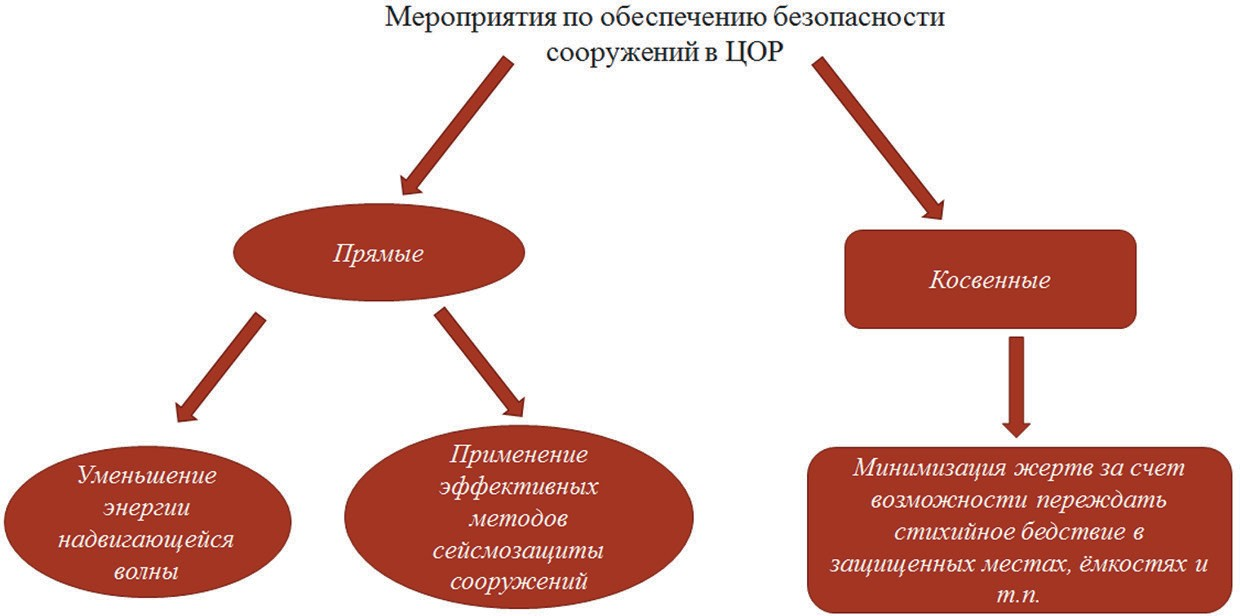 Мероприятия по обеспечению безопасности
сооружений в ЦОР
Прямые
Косвенные
Уменьшение
энергии
надвигающейся
волны
Применение
эффективных
методов
сейсмозащиты
сооружений
Минимизация жертв за счет
возможности переждать
стихийное бедствие в
защищенных местах, ёмкостях и
т.п.